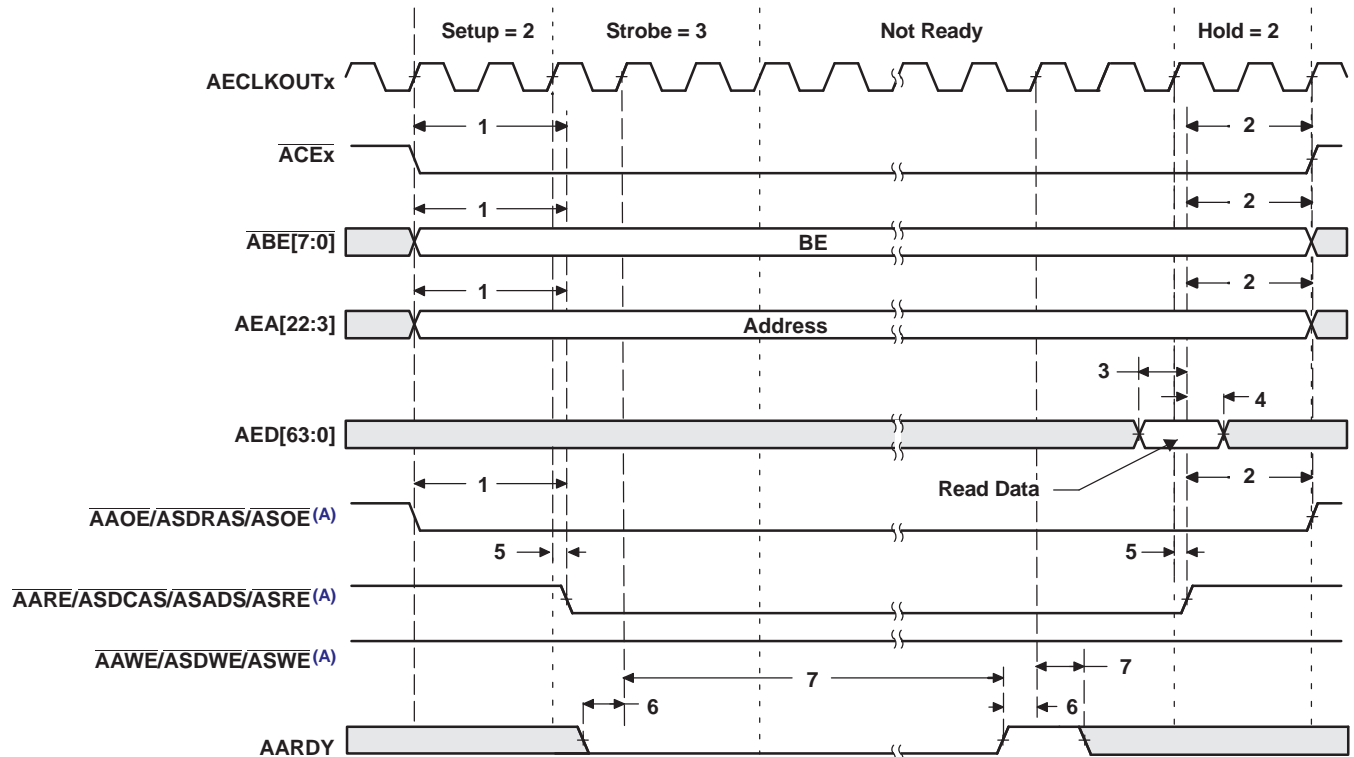 Setup = 2 Strobe = 3 Not Ready Hold = 2
AECLKOUTx
1 2
ACEx
1 2
ABE[7:0] BE
1 2
AEA[22:3] Address
3
4
AED[63:0]
1 Read Data 2
AAOE/ASDRAS/ASOE(A)
5 5
AARE/ASDCAS/ASADS/ASRE(A)
AAWE/ASDWE/ASWE(A)
7 7
6 6
AARDY